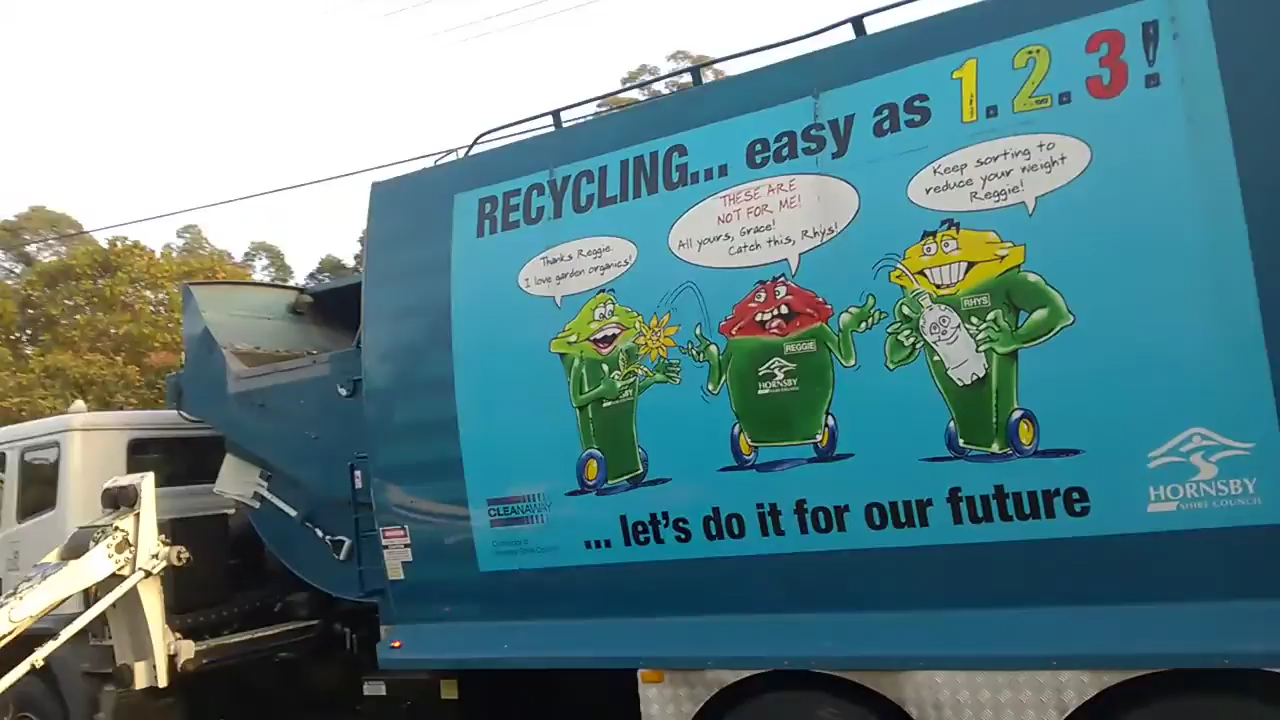 RECYCLING... easy as 1.2.3!
Thanks Reggie.
I love garden organics!
THESE ARE
NOT FOR ME!
All yours, Grace!
Catch this, Rhys!
Keep sorting to
reduce your weight
Reggie!
REGGIE
HORNSBY
RHYS
CLEANAWAY
... let's do it for our future
HORNSBY
SHIRE COUNCIL